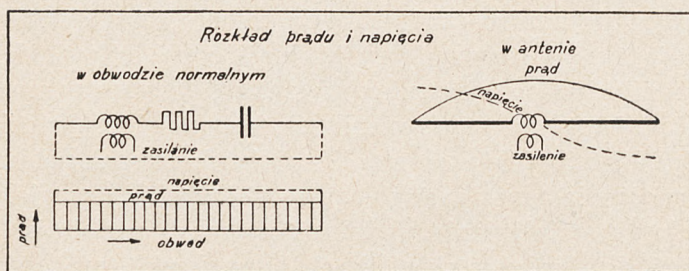 Rozkład prądu i napięcia
w obwodzie normalnym
zasilanie
napięcie
prąd
prąd
obwód
w antenie
prąd
napięcie
zasilenie